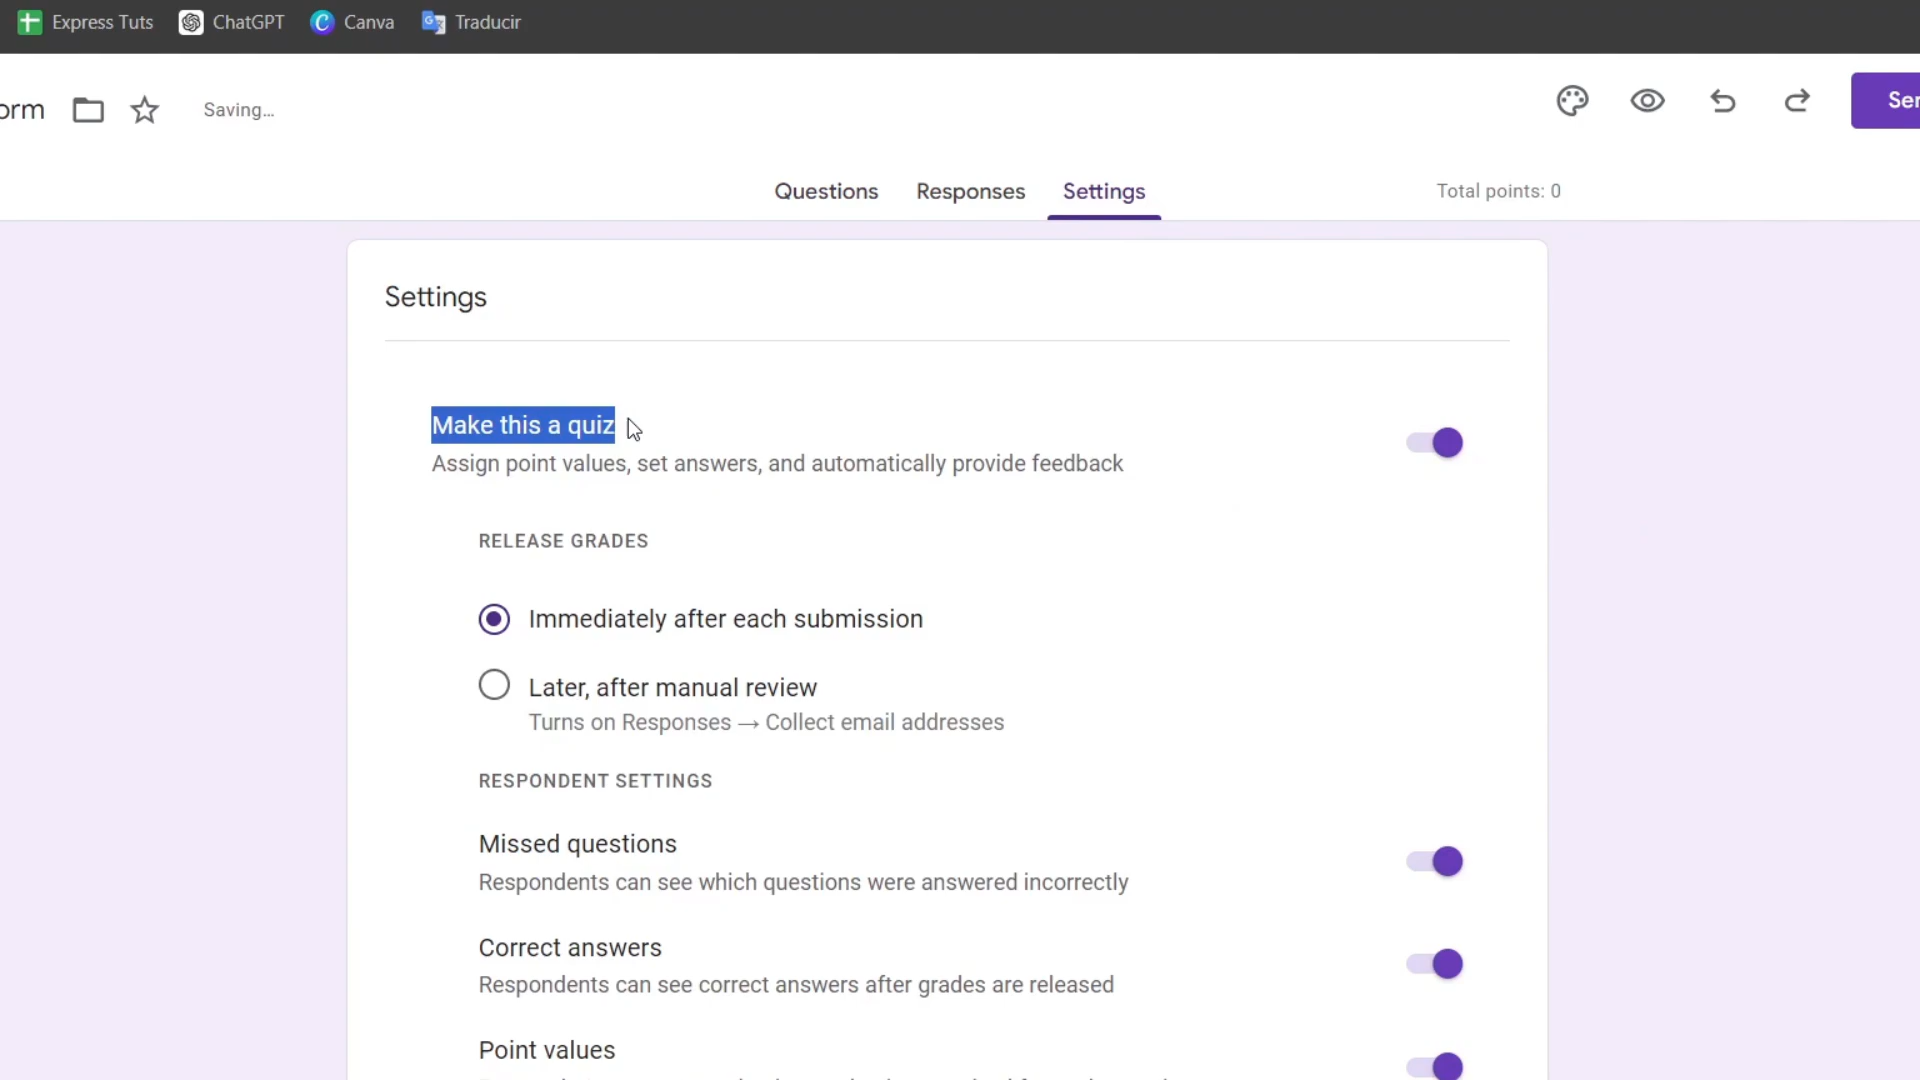 Express Tuts ChatGPT Canva Traducir
orm Saving...
Ser
Questions Responses Settings Total points: 0
Settings
Make this a quiz
Assign point values, set answers, and automatically provide feedback
RELEASE GRADES
Immediately after each submission
Later, after manual review
Turns on Responses → Collect email addresses
RESPONDENT SETTINGS
Missed questions
Respondents can see which questions were answered incorrectly
Correct answers
Respondents can see correct answers after grades are released
Point values